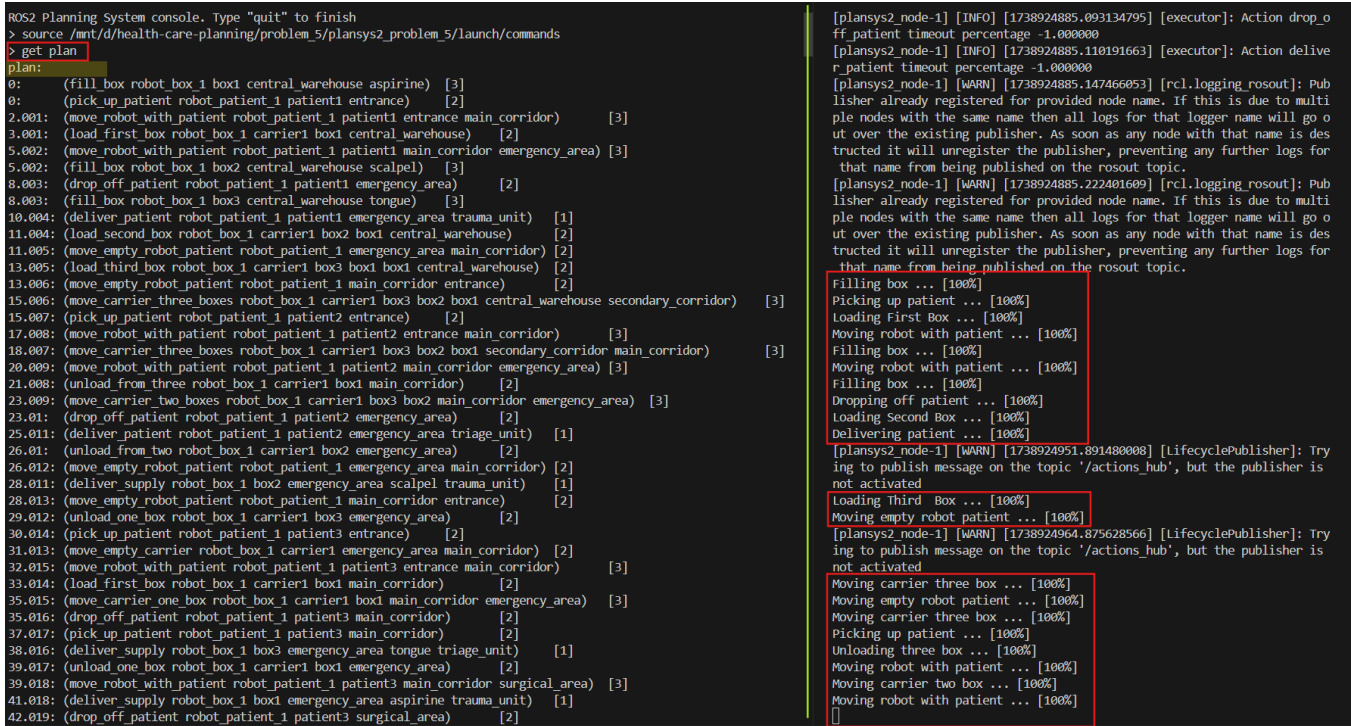 ROS2 Planning System console. Type "quit" to finish
> source /mnt/d/health-care-planning/problem_5/plansys2_problem_5/launch/commands
> get plan
plan:
0:      (fill_box robot_box_1 box1 central_warehouse aspirine)  [3]
0:      (pick_up_patient robot_patient_1 patient1 entrance)     [2]
2.001:  (move_robot_with_patient robot_patient_1 patient1 entrance main_corridor)       [3]
3.001:  (load_first_box robot_box_1 carrier1 box1 central_warehouse)    [2]
5.002:  (move_robot_with_patient robot_patient_1 patient1 main_corridor emergency_area) [3]
5.002:  (fill_box robot_box_1 box2 central_warehouse scalpel)   [3]
8.003:  (drop_off_patient robot_patient_1 patient1 emergency_area)      [2]
8.003:  (fill_box robot_box_1 box3 central_warehouse tongue)    [3]
10.004: (deliver_patient robot_patient_1 patient1 emergency_area trauma_unit)   [1]
11.004: (load_second_box robot_box_1 carrier1 box2 box1 central_warehouse)      [2]
11.005: (move_empty_robot_patient robot_patient_1 emergency_area main_corridor) [2]
13.005: (load_third_box robot_box_1 carrier1 box3 box1 box1 central_warehouse)  [2]
13.006: (move_empty_robot_patient robot_patient_1 main_corridor entrance)       [2]
15.006: (move_carrier_three_boxes robot_box_1 carrier1 box3 box2 box1 central_warehouse secondary_corridor)     [3]
15.007: (pick_up_patient robot_patient_1 patient2 entrance)     [2]
17.008: (move_robot_with_patient robot_patient_1 patient2 entrance main_corridor)       [3]
18.007: (move_carrier_three_boxes robot_box_1 carrier1 box3 box2 box1 secondary_corridor main_corridor)         [3]
20.009: (move_robot_with_patient robot_patient_1 patient2 main_corridor emergency_area) [3]
21.008: (unload_from_three robot_box_1 carrier1 box1 main_corridor)     [2]
23.009: (move_carrier_two_boxes robot_box_1 carrier1 box3 box2 main_corridor emergency_area)  [3]
23.01:  (drop_off_patient robot_patient_1 patient2 emergency_area)      [2]
25.011: (deliver_patient robot_patient_1 patient2 emergency_area triage_unit)   [1]
26.01:  (unload_from_two robot_box_1 carrier1 box2 emergency_area)      [2]
26.012: (move_empty_robot_patient robot_patient_1 emergency_area main_corridor) [2]
28.011: (deliver_supply robot_box_1 box2 emergency_area scalpel trauma_unit)    [1]
28.013: (move_empty_robot_patient robot_patient_1 main_corridor entrance)       [2]
29.012: (unload_one_box robot_box_1 carrier1 box3 emergency_area)       [2]
30.014: (pick_up_patient robot_patient_1 patient3 entrance)     [2]
31.013: (move_empty_carrier robot_box_1 carrier1 emergency_area main_corridor)  [2]
32.015: (move_robot_with_patient robot_patient_1 patient3 entrance main_corridor)       [3]
33.014: (load_first_box robot_box_1 carrier1 box1 main_corridor)        [2]
35.015: (move_carrier_one_box robot_box_1 carrier1 box1 main_corridor emergency_area)   [3]
35.016: (drop_off_patient robot_patient_1 patient3 main_corridor)       [2]
37.017: (pick_up_patient robot_patient_1 patient3 main_corridor)        [2]
38.016: (deliver_supply robot_box_1 box3 emergency_area tongue triage_unit)     [1]
39.017: (unload_one_box robot_box_1 carrier1 box1 emergency_area)       [2]
39.018: (move_robot_with_patient robot_patient_1 patient3 main_corridor surgical_area)  [3]
41.018: (deliver_supply robot_box_1 box1 emergency_area aspirine trauma_unit)   [1]
42.019: (drop_off_patient robot_patient_1 patient3 surgical_area)       [2]
[plansys2_node-1] [INFO] [1738924885.093134795] [executor]: Action drop_o
ff_patient timeout percentage -1.000000
[plansys2_node-1] [INFO] [1738924885.110191663] [executor]: Action delive
r_patient timeout percentage -1.000000
[plansys2_node-1] [WARN] [1738924885.147466053] [rcl.logging_rosout]: Pub
lisher already registered for provided node name. If this is due to multi
ple nodes with the same name then all logs for that logger name will go o
ut over the existing publisher. As soon as any node with that name is des
tructed it will unregister the publisher, preventing any further logs for
that name from being published on the rosout topic.
[plansys2_node-1] [WARN] [1738924885.222401609] [rcl.logging_rosout]: Pub
lisher already registered for provided node name. If this is due to multi
ple nodes with the same name then all logs for that logger name will go o
ut over the existing publisher. As soon as any node with that name is des
tructed it will unregister the publisher, preventing any further logs for
that name from being published on the rosout topic.
Filling box ... [100%]
Picking up patient ... [100%]
Loading First Box ... [100%]
Moving robot with patient ... [100%]
Filling box ... [100%]
Moving robot with patient ... [100%]
Filling box ... [100%]
Dropping off patient ... [100%]
Loading Second Box ... [100%]
Delivering patient ... [100%]
[plansys2_node-1] [WARN] [1738924951.891480008] [LifecyclePublisher]: Try
ing to publish message on the topic '/actions_hub', but the publisher is
not activated
Loading Third  Box ... [100%]
Moving empty robot patient ... [100%]
[plansys2_node-1] [WARN] [1738924964.875628566] [LifecyclePublisher]: Try
ing to publish message on the topic '/actions_hub', but the publisher is
not activated
Moving carrier three box ... [100%]
Moving empty robot patient ... [100%]
Moving carrier three box ... [100%]
Picking up patient ... [100%]
Unloading three box ... [100%]
Moving robot with patient ... [100%]
Moving carrier two box ... [100%]
Moving robot with patient ... [100%]